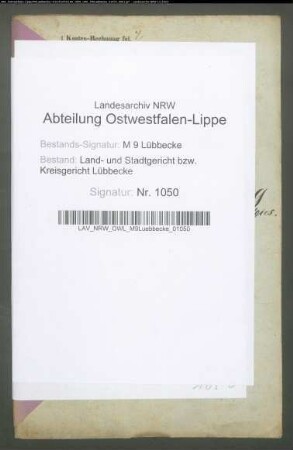 Landesarchiv NRW
Abteilung Ostwestfalen-Lippe
Bestands-Signatur: M 9 Lübbecke
Bestand: Land- und Stadtgericht bzw.
Kreisgericht Lübbecke
Signatur: Nr. 1050
LAV_NRW_OWL_M9Luebbecke_01050